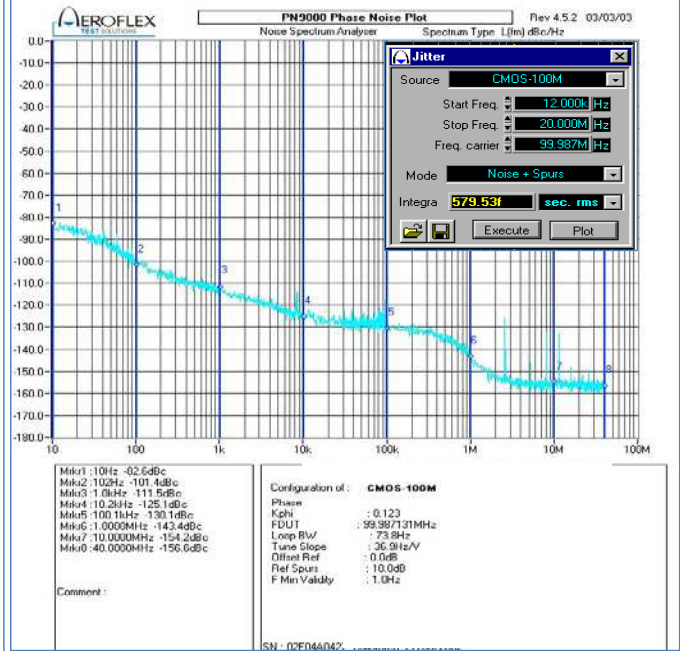 AEROFLEX
TEST SOLUTIONS
PN9000 Phase Noise Plot
Rev 4.5.2 03/03/03
Noise Spectrum Analyser
Spectrum Type L(fm) dBc/Hz
0.0
-10.0
-20.0
-30.0
-40.0
-50.0
-60.0
-70.0
-80.0
-90.0
-100.0
-110.0
-120.0
-130.0
-140.0
-150.0
-160.0
-170.0
-180.0
10 100 1k 10k 100k 1M 10M 100M
1
2
3
4
5
6
7
8
Jitter
Source CMOS-100M
Start Freq. 12.000k Hz
Stop Freq. 20.000M Hz
Freq. carrier 99.987M Hz
Mode Noise + Spurs
Integra 579.53f sec. rms
Execute Plot
Mrkr1 :10Hz -82.6dBc
Mrkr2 :102Hz -101.4dBc
Mrkr3 :1.0kHz -111.5dBc
Mrkr4 :10.2kHz -125.1dBc
Mrkr5 :100.1kHz -130.1dBc
Mrkr6 :1.0000MHz -143.4dBc
Mrkr7 :10.0000MHz -154.2dBc
Mrkr8 :40.0000MHz -156.6dBc
Comment :
Configuration of : CMOS-100M
Phase
Kphi : 0.123
FDUT : 99.987131MHz
Loop BW : 73.8Hz
Tune Slope : 36.9Hz/V
Offset Ref : 0.0dB
Ref Spurs : 10.0dB
F Min Validity : 1.0Hz
SN : 02F04A042